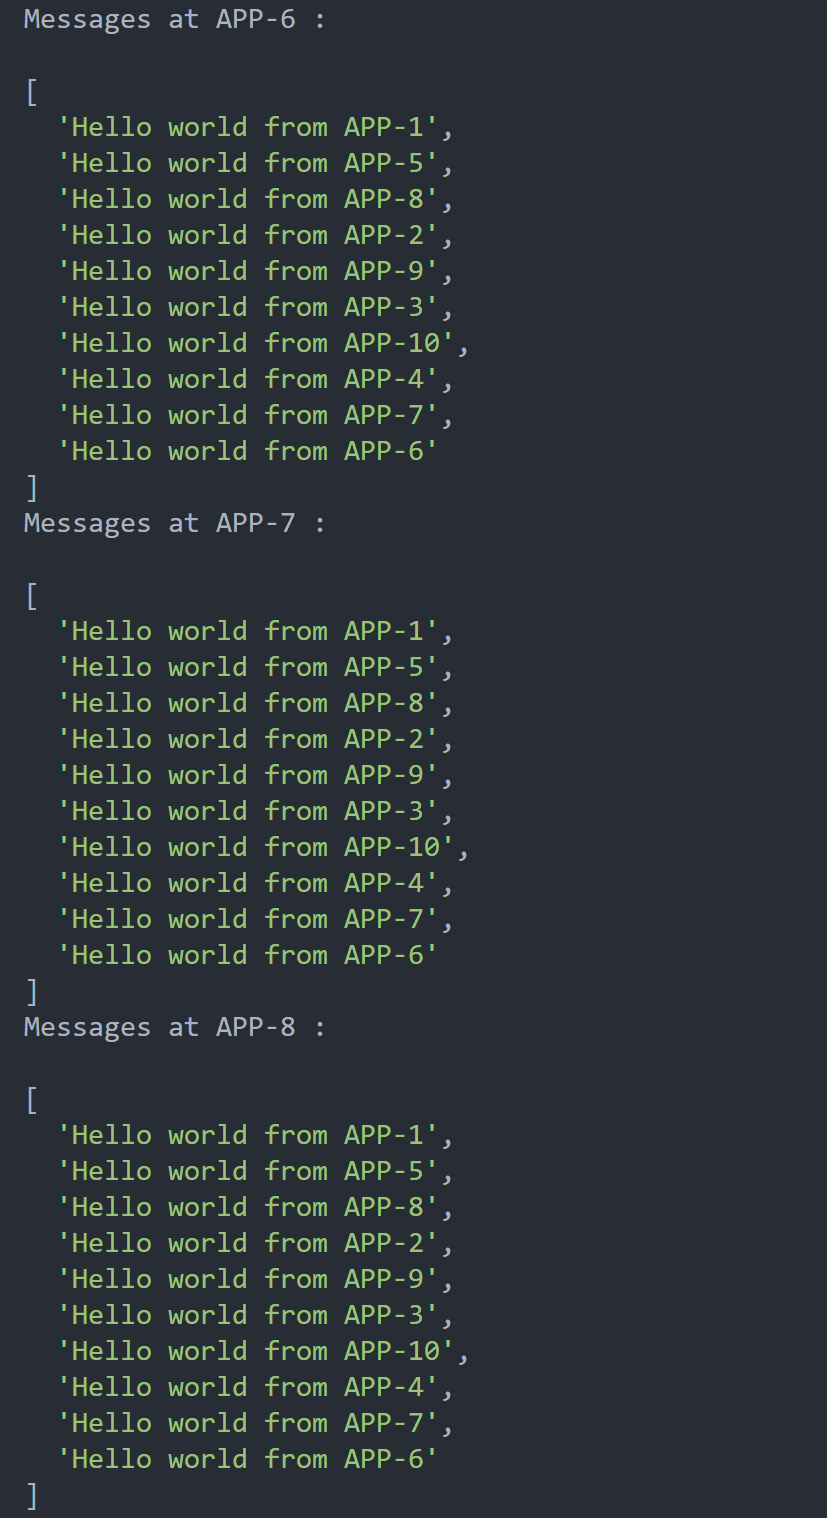 Messages at APP-6 :
[
'Hello world from APP-1',
'Hello world from APP-5',
'Hello world from APP-8',
'Hello world from APP-2',
'Hello world from APP-9',
'Hello world from APP-3',
'Hello world from APP-10',
'Hello world from APP-4',
'Hello world from APP-7',
'Hello world from APP-6'
]
Messages at APP-7 :
[
'Hello world from APP-1',
'Hello world from APP-5',
'Hello world from APP-8',
'Hello world from APP-2',
'Hello world from APP-9',
'Hello world from APP-3',
'Hello world from APP-10',
'Hello world from APP-4',
'Hello world from APP-7',
'Hello world from APP-6'
]
Messages at APP-8 :
[
'Hello world from APP-1',
'Hello world from APP-5',
'Hello world from APP-8',
'Hello world from APP-2',
'Hello world from APP-9',
'Hello world from APP-3',
'Hello world from APP-10',
'Hello world from APP-4',
'Hello world from APP-7',
'Hello world from APP-6'
]